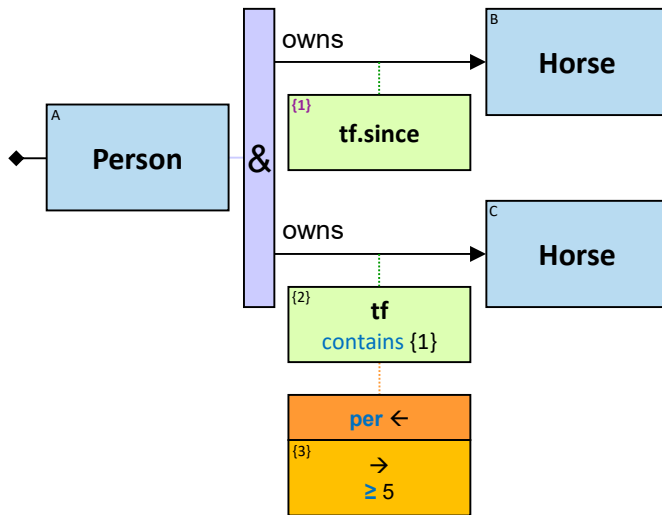 owns
B
Horse
A
Person
&
{1}
tf.since
owns
C
Horse
{2}
tf
contains {1}
per ←
{3}
→
≥ 5